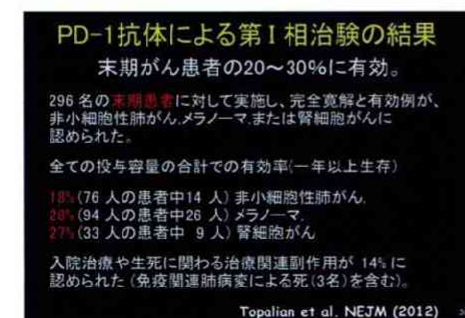 PD-1抗体による第Ⅰ相治験の結果
末期がん患者の20～30%に有効。
296 名の末期患者に対して実施し、完全寛解と有効例が、
非小細胞性肺がん,メラノーマ,または腎細胞がんに
認められた。
全ての投与容量の合計での有効率(一年以上生存)
18%(76 人の患者中14 人) 非小細胞性肺がん,
28%(94 人の患者中26 人) メラノーマ,
27%(33 人の患者中 9 人) 腎細胞がん
入院治療や生死に関わる治療関連副作用が 14% に
認められた (免疫関連肺病変による死(3名)を含む)。
Topalian et al. NEJM (2012)